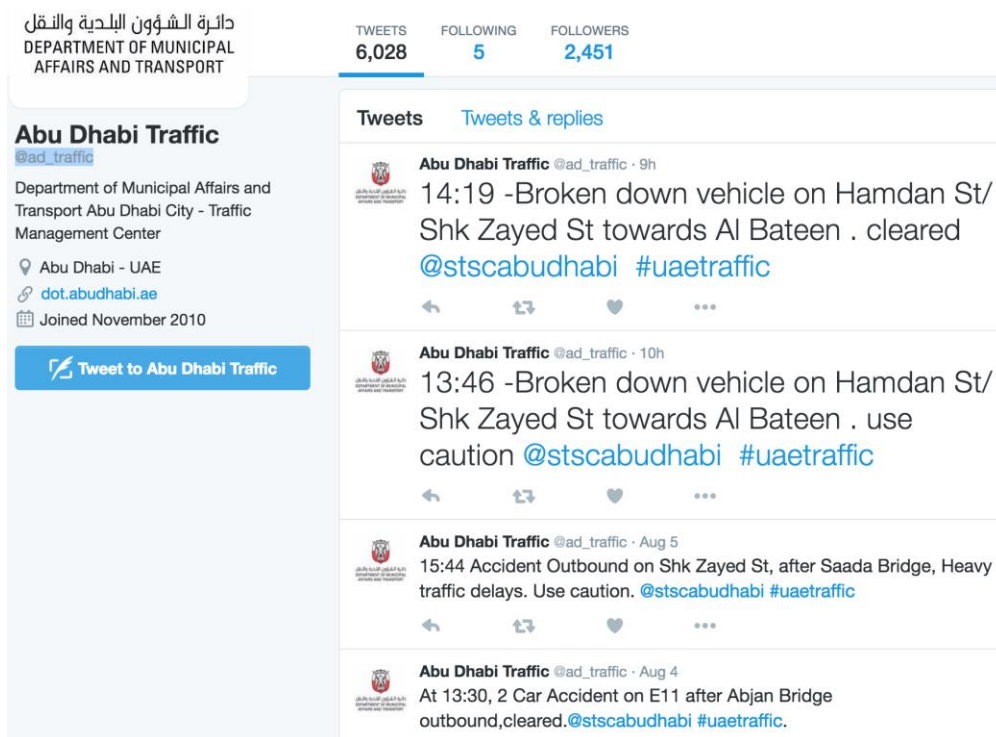 دائرة الشؤون البلدية والنقل
DEPARTMENT OF MUNICIPAL
AFFAIRS AND TRANSPORT
Abu Dhabi Traffic
@ad_traffic
Department of Municipal Affairs and
Transport Abu Dhabi City - Traffic
Management Center
Abu Dhabi - UAE
dot.abudhabi.ae
Joined November 2010
Tweet to Abu Dhabi Traffic
TWEETS FOLLOWING FOLLOWERS
6,028 5 2,451
Tweets Tweets & replies
Abu Dhabi Traffic @ad_traffic · 9h
14:19 -Broken down vehicle on Hamdan St/
Shk Zayed St towards Al Bateen . cleared
@stscabudhabi #uaetraffic
Abu Dhabi Traffic @ad_traffic · 10h
13:46 -Broken down vehicle on Hamdan St/
Shk Zayed St towards Al Bateen . use
caution @stscabudhabi #uaetraffic
Abu Dhabi Traffic @ad_traffic · Aug 5
15:44 Accident Outbound on Shk Zayed St, after Saada Bridge, Heavy
traffic delays. Use caution. @stscabudhabi #uaetraffic
Abu Dhabi Traffic @ad_traffic · Aug 4
At 13:30, 2 Car Accident on E11 after Abjan Bridge
outbound,cleared.@stscabudhabi #uaetraffic.